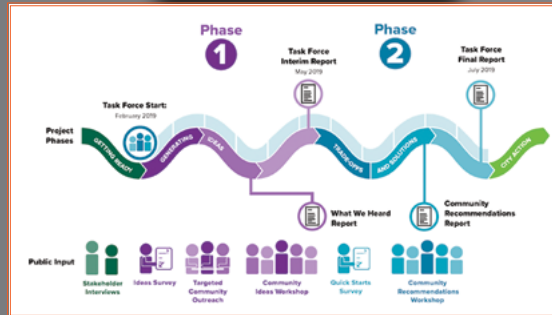 Phase
1
Phase
2
Task Force
Interim Report
May 2019
Task Force
Final Report
July 2019
Task Force Start:
February 2019
Project
Phases
GETTING READY
GENERATING
IDEAS
TRADE-OFFS
AND SOLUTIONS
CITY ACTION
What We Heard
Report
Community
Recommendations
Report
Public Input
Stakeholder
Interviews
Ideas Survey
Targeted
Community
Outreach
Community
Ideas Workshop
Quick Starts
Survey
Community
Recommendations
Workshop